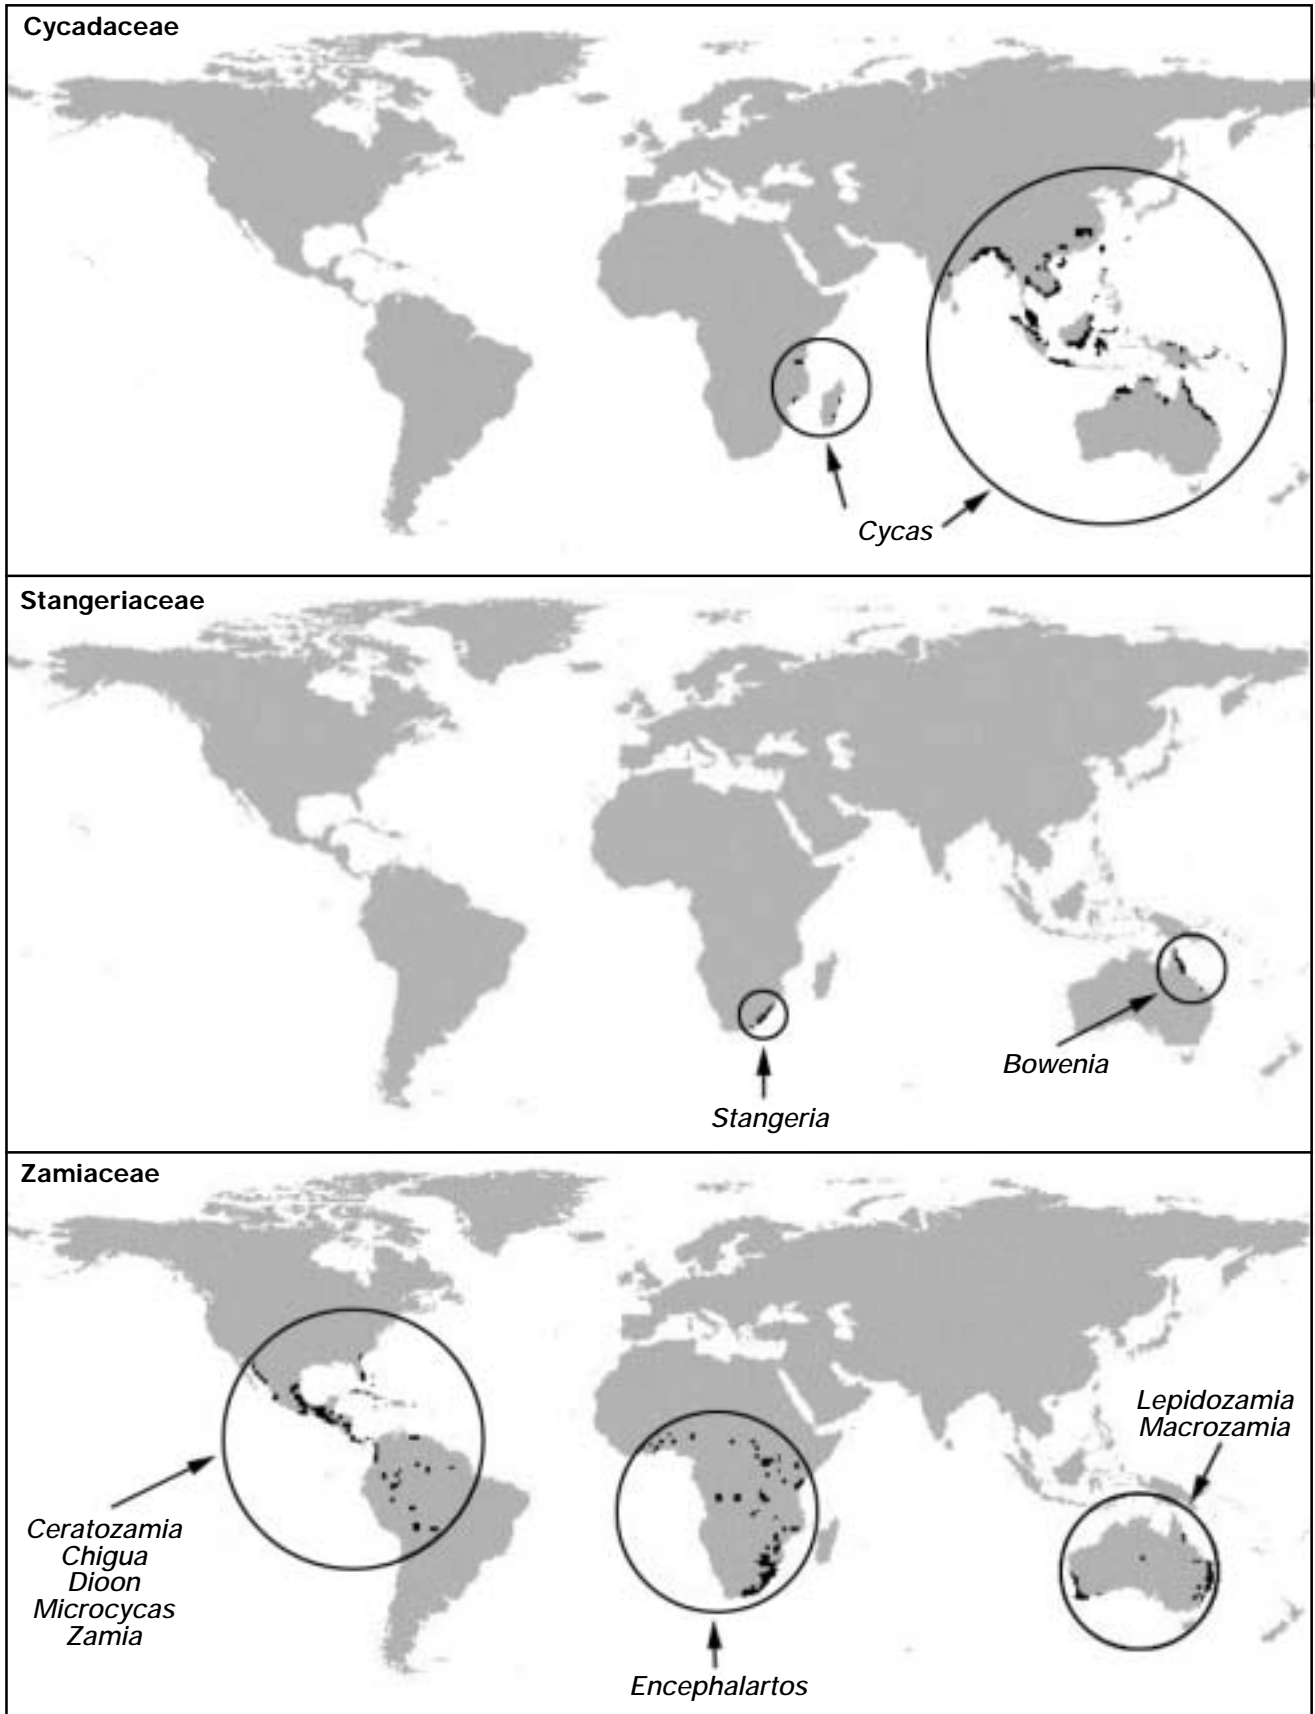 Cycadaceae
Cycas
Stangeriaceae
Bowenia
Stangeria
Zamiaceae
Lepidozamia
Macrozamia
Ceratozamia
Chigua
Dioon
Microcycas
Zamia
Encephalartos